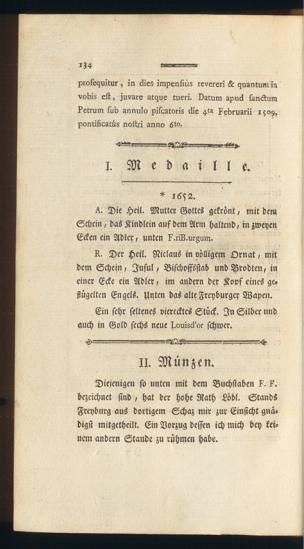 134
prosequitur, in dies impensiùs revereri & quantum in
vobis est, juvare atque tueri. Datum apud sanctum
Petrum sub annulo piscatoris die 4ta Februarii 1509,
pontificatûs nostri anno 6to.
I. Medaille.
* 1652.
A. Die Heil. Mutter Gottes gekrönt, mit dem
Schein, das Kindlein auf dem Arm haltend, in zweyen
Ecken ein Adler, unten F.riB.urgum.
R. Der Heil. Niclaus in völligem Ornat, mit
dem Schein, Inful, Bischoffsstab und Brodten, in
einer Ecke ein Adler, im andern der Kopf eines ge-
flügelten Engels. Unten das alte Freyburger Wapen.
Ein sehr seltenes vierecktes Stück. In Silber und
auch in Gold sechs neue Louisd'or schwer.
II. Münzen.
Diejenigen so unten mit dem Buchstaben F. F.
bezeichnet sind, hat der hohe Rath Löbl. Stands
Freyburg aus dortigem Schaz mir zur Einsicht gnä-
digst mitgetheilt. Ein Vorzug dessen ich mich bey kei-
nem andern Stande zu rühmen habe.